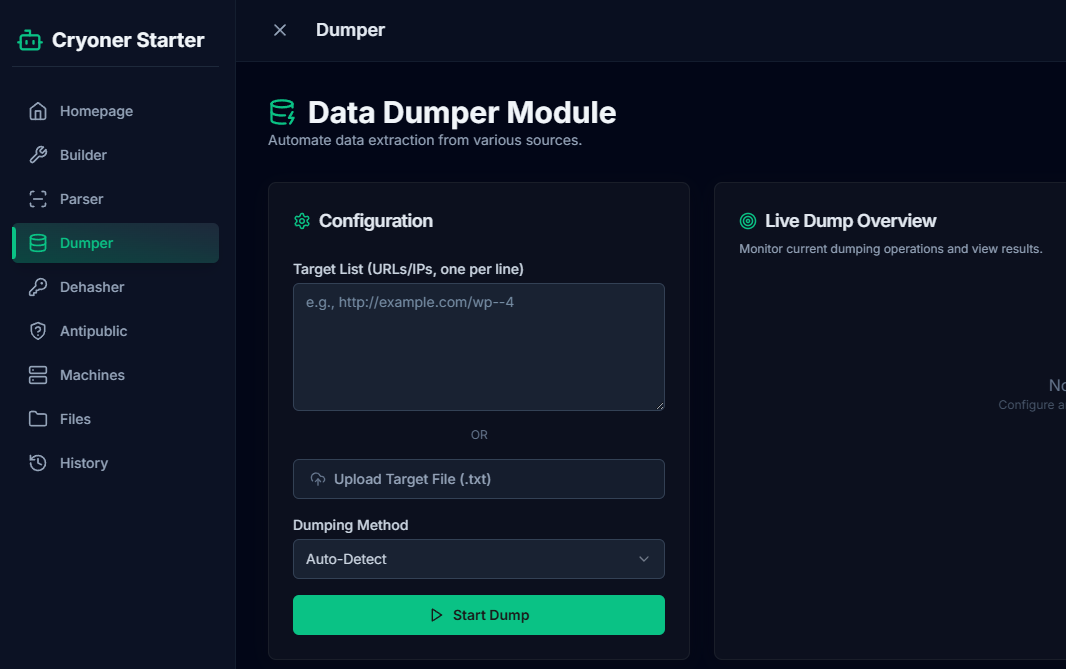 Cryoner Starter
Homepage
Builder
Parser
Dumper
Dehasher
Antipublic
Machines
Files
History
Dumper
Data Dumper Module
Automate data extraction from various sources.
Configuration
Target List (URLs/IPs, one per line)
e.g., http://example.com/wp--4
OR
Upload Target File (.txt)
Dumping Method
Auto-Detect
Start Dump
Live Dump Overview
Monitor current dumping operations and view results.
No
Configure a